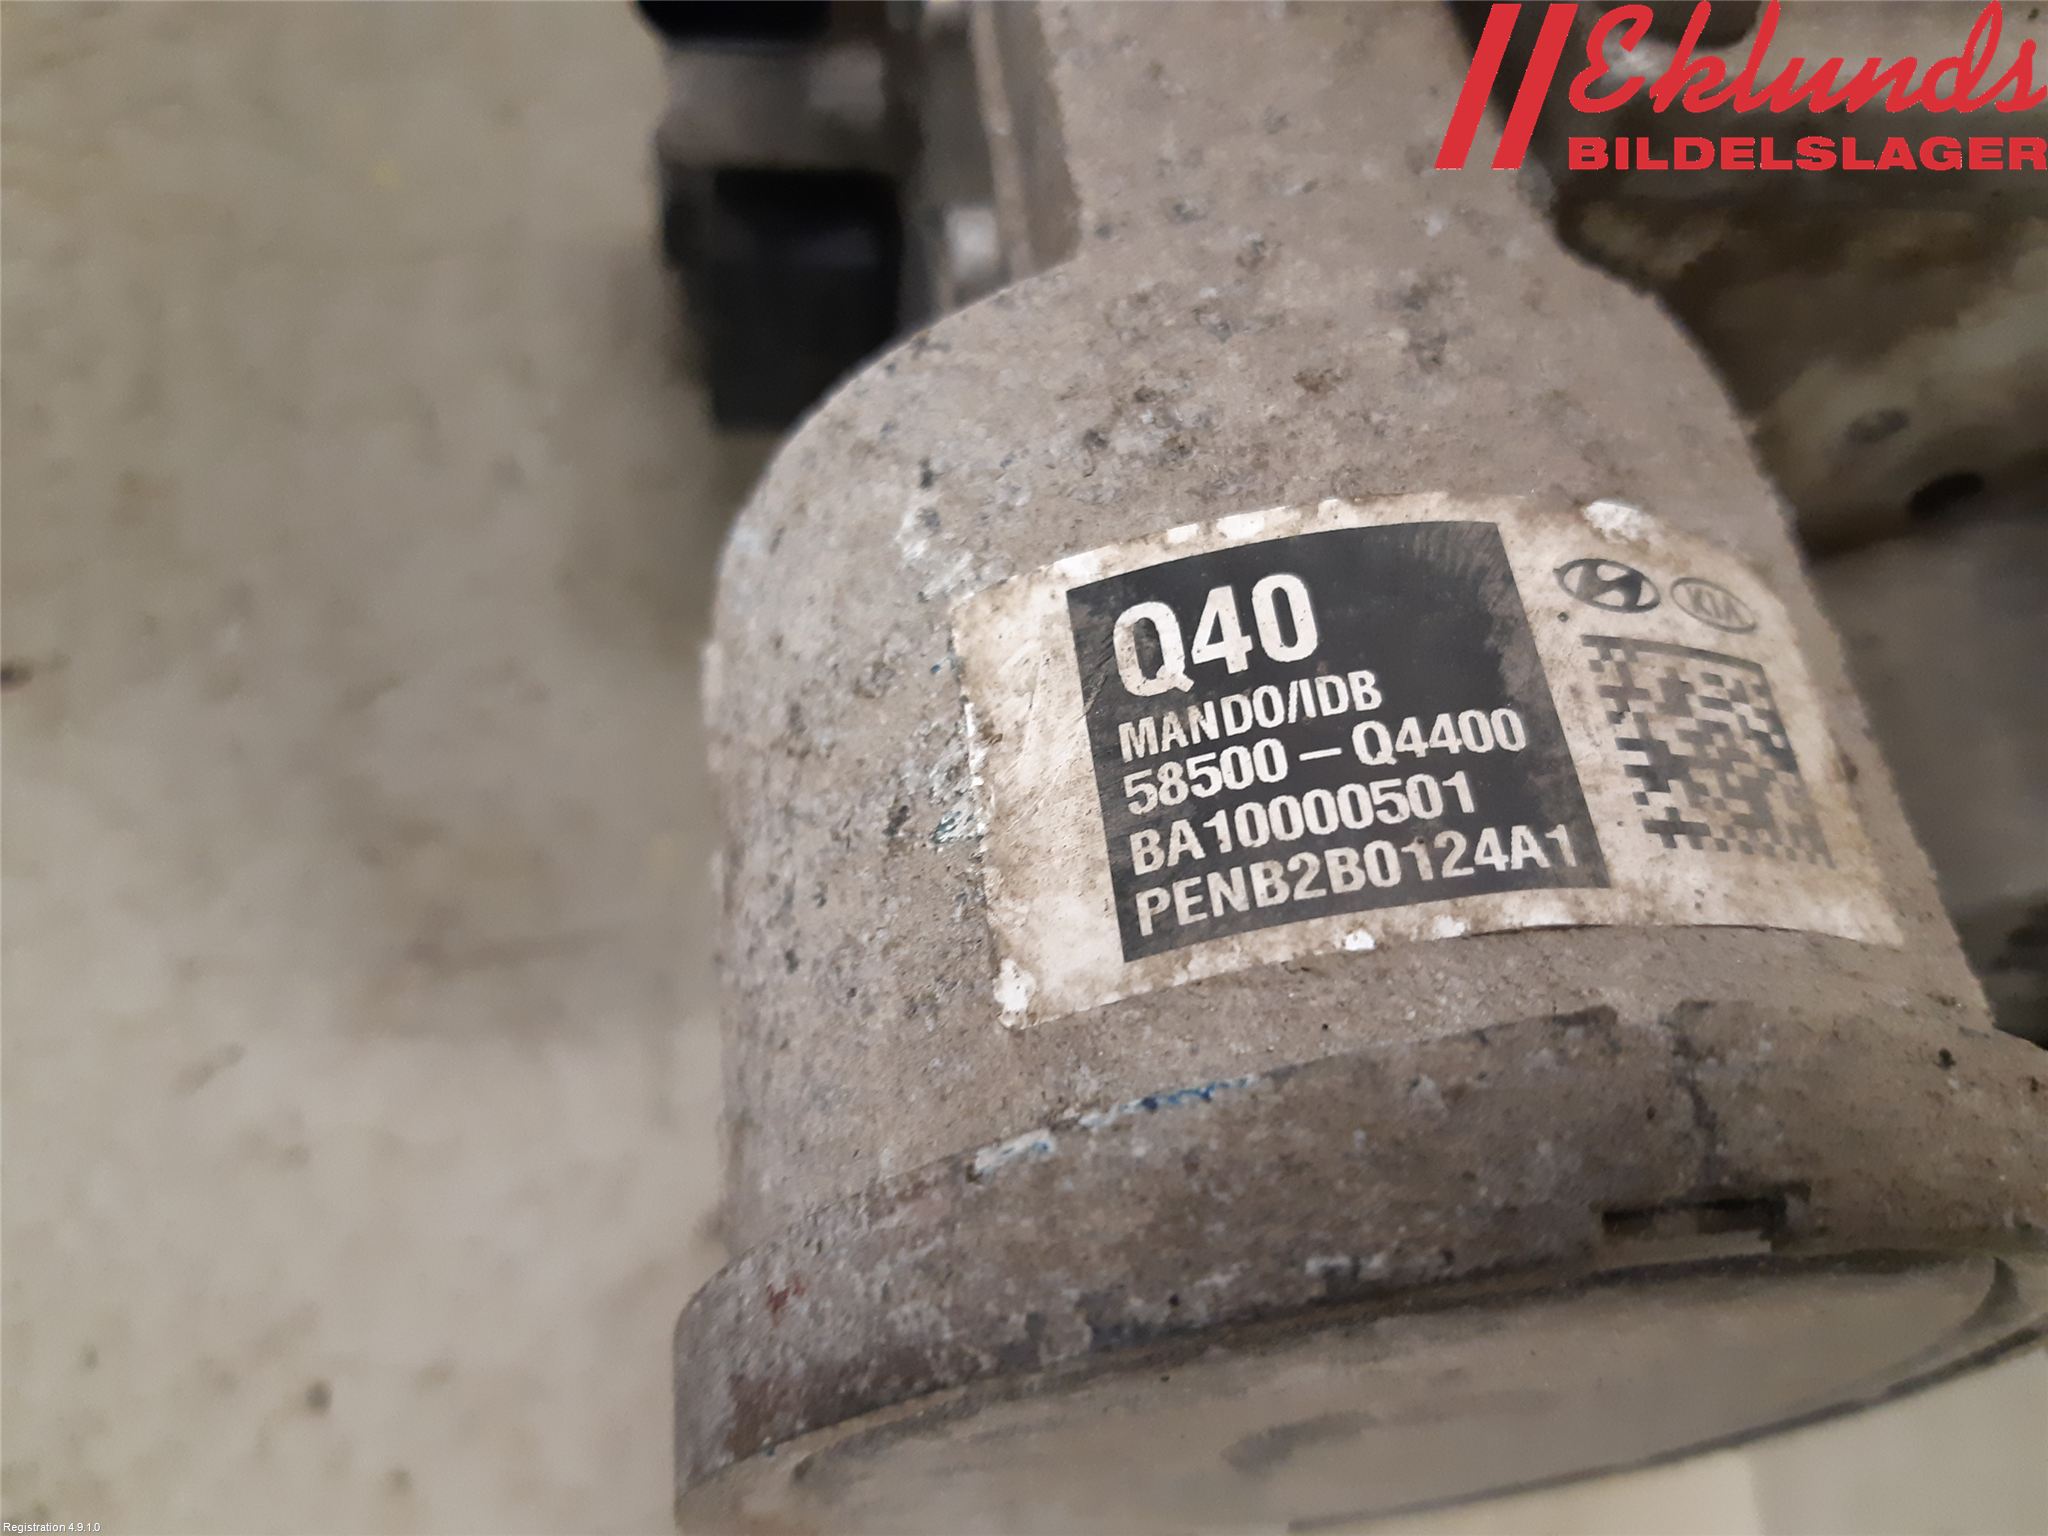 Eklunds
BILDELSLAGER
Q40
MANDO/IDB
58500-Q4400
BA10000501
PENB2B0124A1
KIA
Registration 4.9.1.0